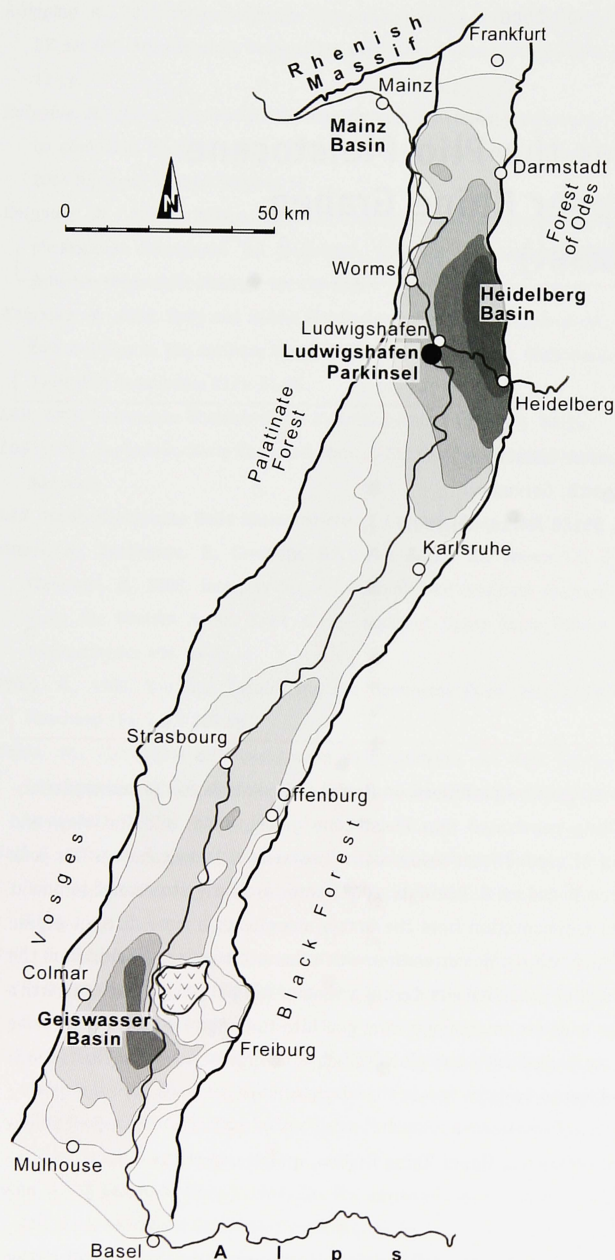 Rhenish
Massif
Frankfurt
Mainz
Mainz
Basin
N
0 50 km
Darmstadt
Forest
of Odes
Worms
Heidelberg
Basin
Ludwigshafen
Ludwigshafen
Parkinsel
Heidelberg
Palatinate
Forest
Karlsruhe
Strasbourg
Offenburg
Vosges
Black Forest
Colmar
Geiswasser
Basin
Freiburg
Mulhouse
Basel
Alps